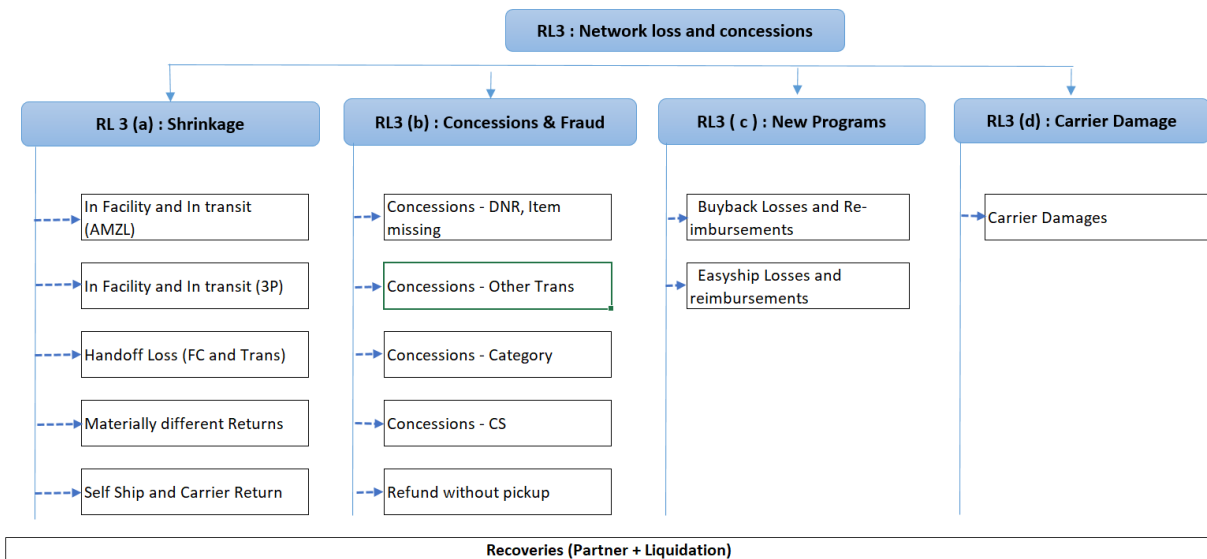 RL3 : Network loss and concessions
RL 3 (a) : Shrinkage
In Facility and In transit
(AMZL)
In Facility and In transit (3P)
Handoff Loss (FC and Trans)
Materially different Returns
Self Ship and Carrier Return
RL3 (b) : Concessions & Fraud
Concessions - DNR, Item
missing
Concessions - Other Trans
Concessions - Category
Concessions - CS
Refund without pickup
RL3 ( c ) : New Programs
Buyback Losses and Re-
imbursements
Easyship Losses and
reimbursements
RL3 (d) : Carrier Damage
Carrier Damages
Recoveries (Partner + Liquidation)